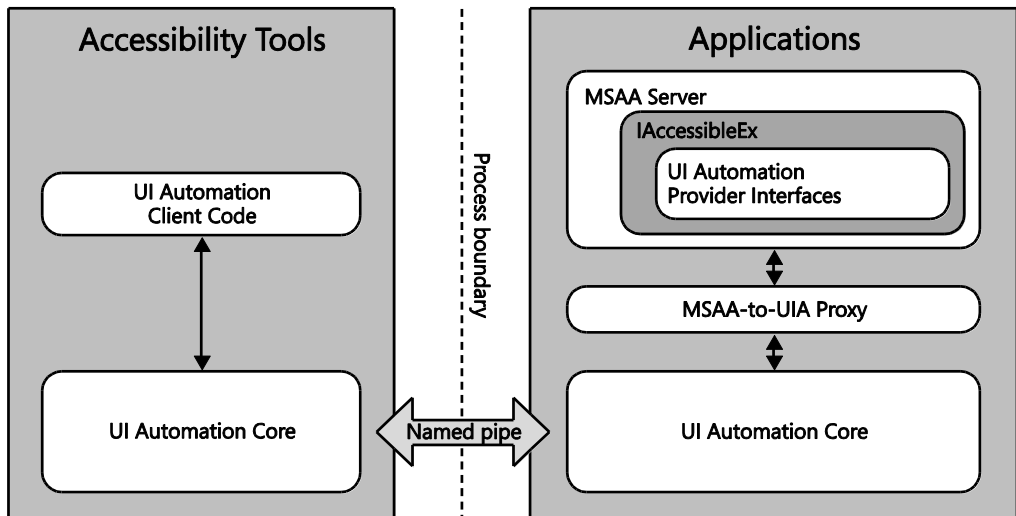 Accessibility Tools
UI Automation
Client Code
UI Automation Core
Process boundary
Named pipe
Applications
MSAA Server
IAccessibleEx
UI Automation
Provider Interfaces
MSAA-to-UIA Proxy
UI Automation Core